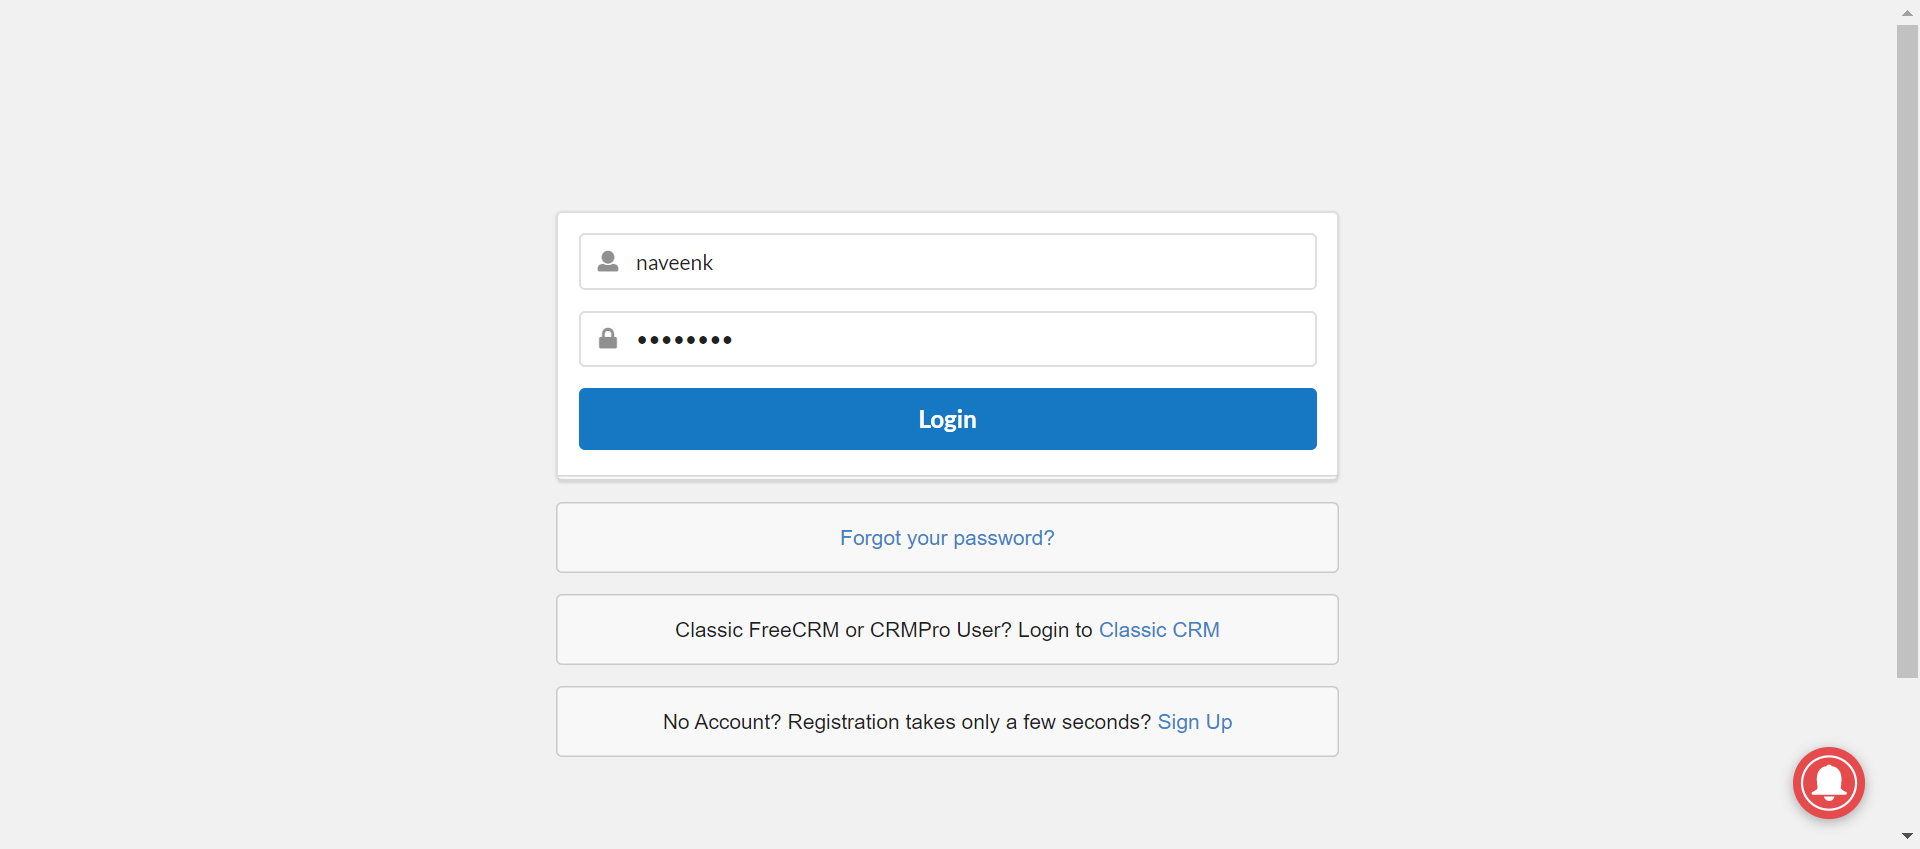 naveenk
••••••••
Login
Forgot your password?
Classic FreeCRM or CRMPro User? Login to Classic CRM
No Account? Registration takes only a few seconds? Sign Up